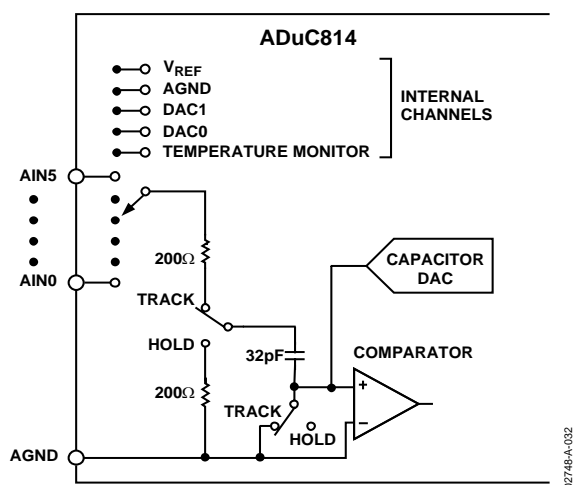 ADuC814
VREF
AGND
DAC1
DAC0
TEMPERATURE MONITOR
INTERNAL
CHANNELS
AIN5
AIN0
200Ω
TRACK
HOLD
200Ω
32pF
TRACK
HOLD
CAPACITOR
DAC
COMPARATOR
+
–
AGND
02748-A-032